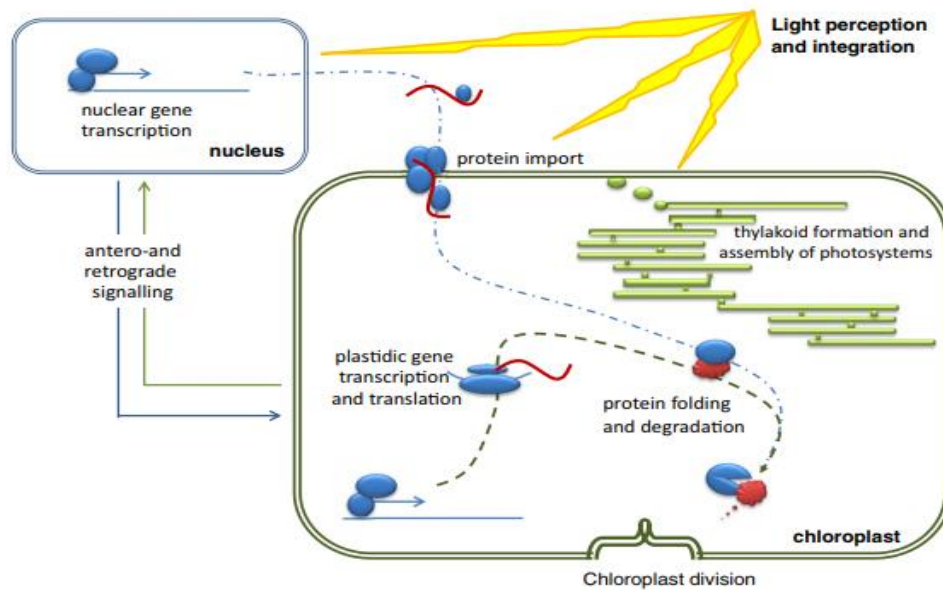 Light perception
and integration
nuclear gene
transcription
nucleus
protein import
thylakoid formation and
assembly of photosystems
antero-and
retrograde
signalling
plastidic gene
transcription
and translation
protein folding
and degradation
chloroplast
Chloroplast division